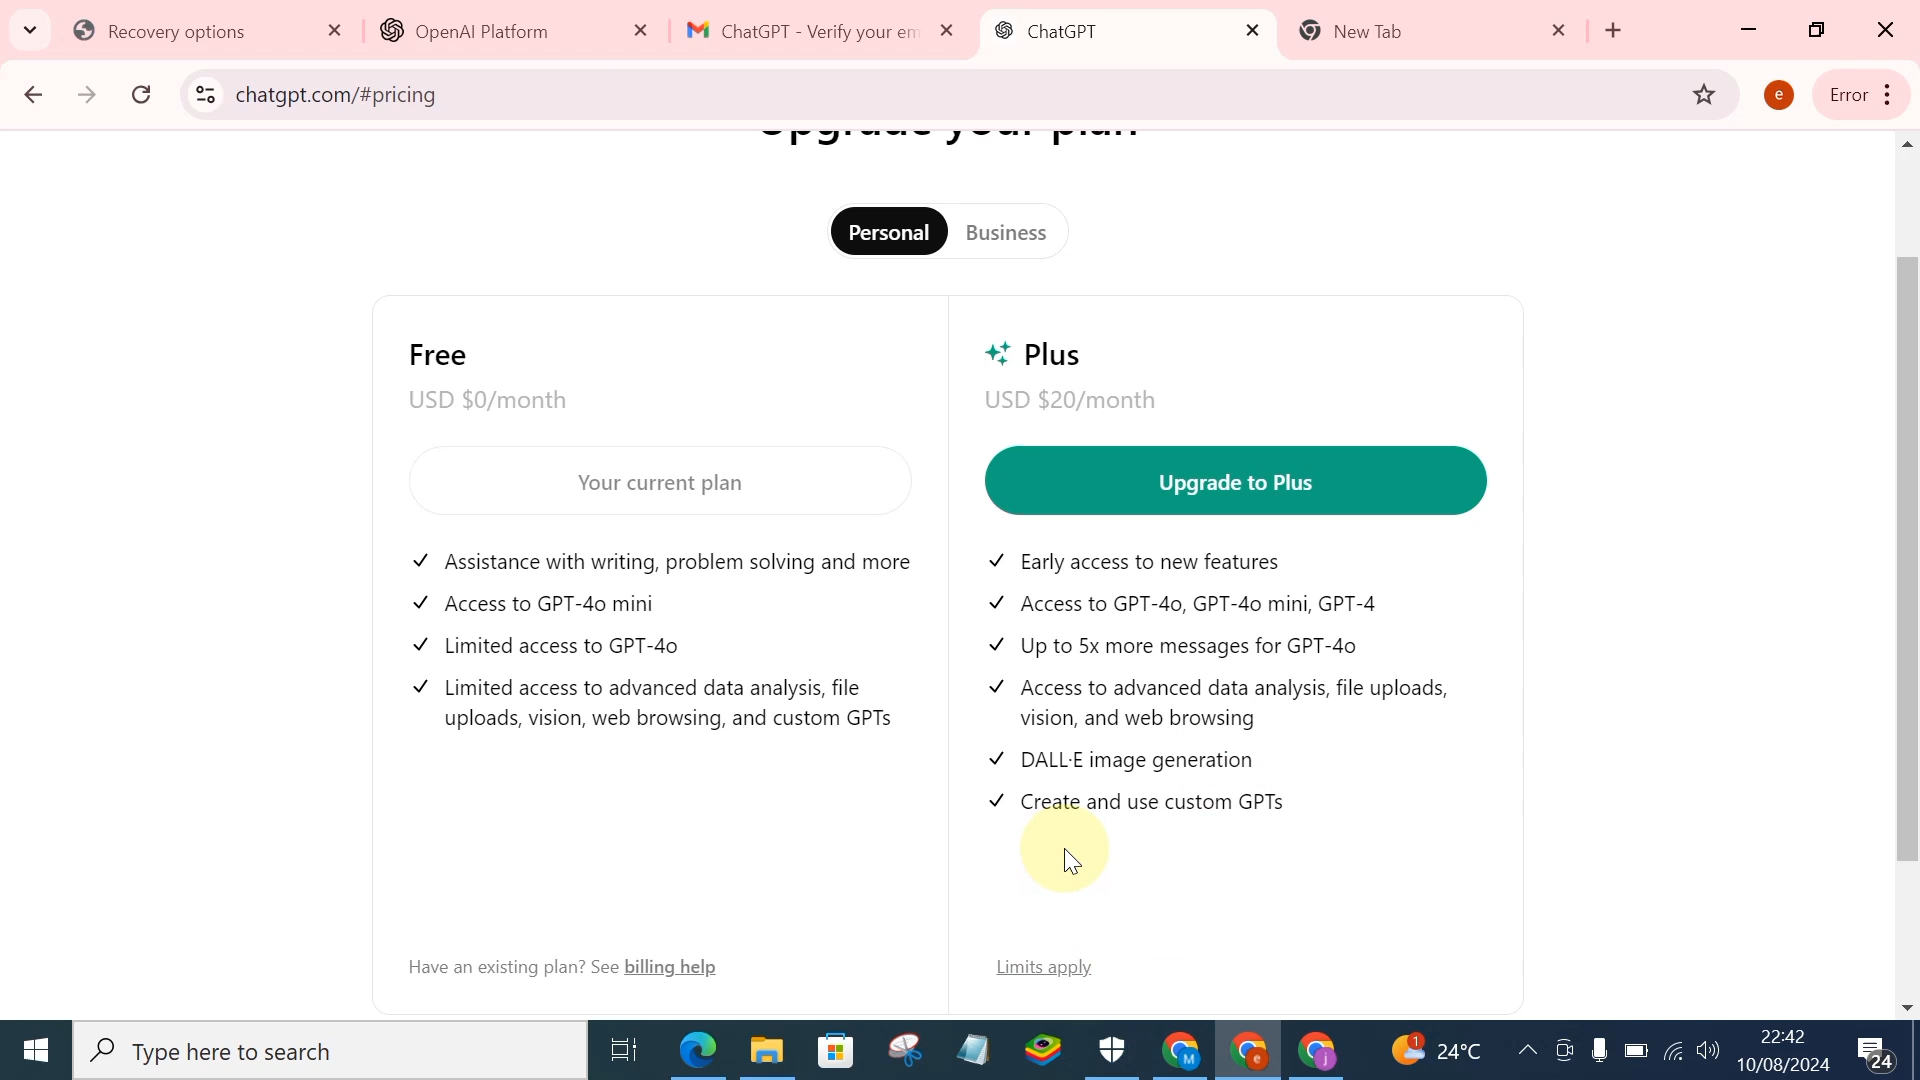 Recovery options
OpenAI Platform
ChatGPT - Verify your em
ChatGPT
New Tab
chatgpt.com/#pricing
e
Error
Upgrade your plan
Personal
Business
Free
USD $0/month
Your current plan
Assistance with writing, problem solving and more
Access to GPT-4o mini
Limited access to GPT-4o
Limited access to advanced data analysis, file
uploads, vision, web browsing, and custom GPTs
Have an existing plan? See billing help
Plus
USD $20/month
Upgrade to Plus
Early access to new features
Access to GPT-4o, GPT-4o mini, GPT-4
Up to 5x more messages for GPT-4o
Access to advanced data analysis, file uploads,
vision, and web browsing
DALL·E image generation
Create and use custom GPTs
Limits apply
Type here to search
M
e
j
1
24°C
22:42
10/08/2024
24